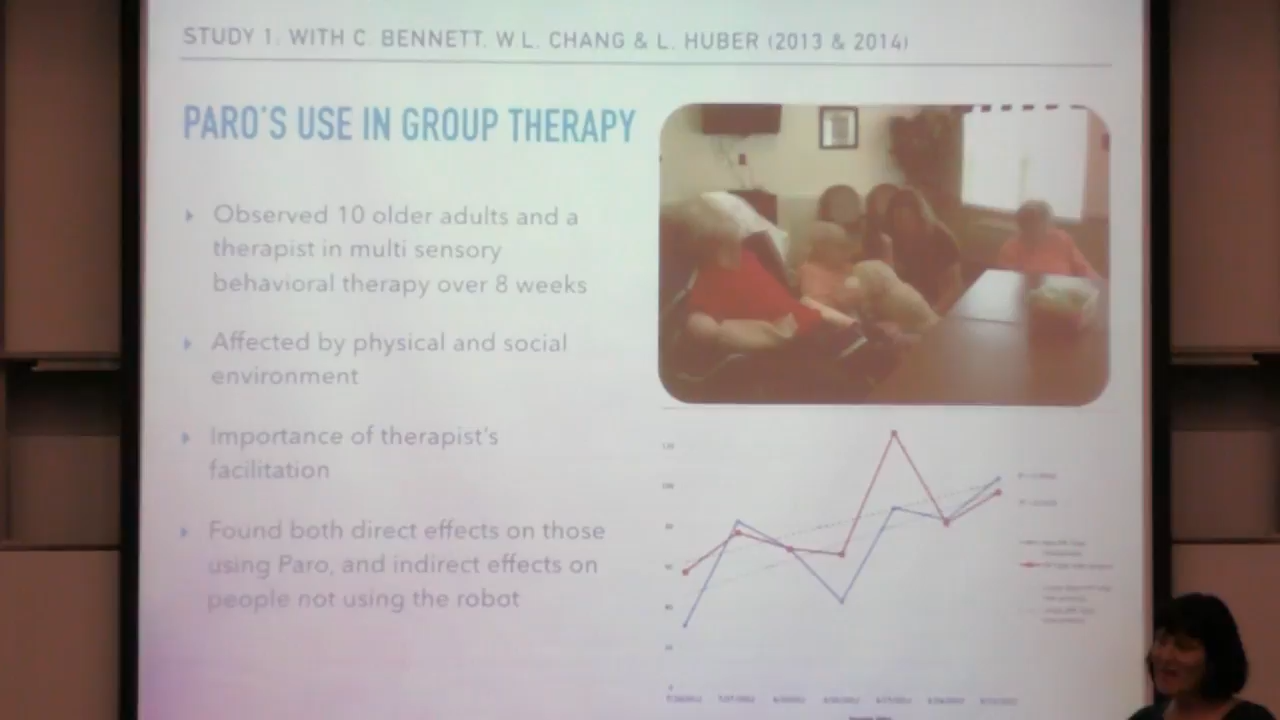 STUDY 1. WITH C. BENNETT, W.L. CHANG & L. HUBER (2013 & 2014)
PARO'S USE IN GROUP THERAPY
Observed 10 older adults and a
therapist in multi sensory
behavioral therapy over 8 weeks
Affected by physical and social
environment
Importance of therapist's
facilitation
Found both direct effects on those
using Paro, and indirect effects on
people not using the robot